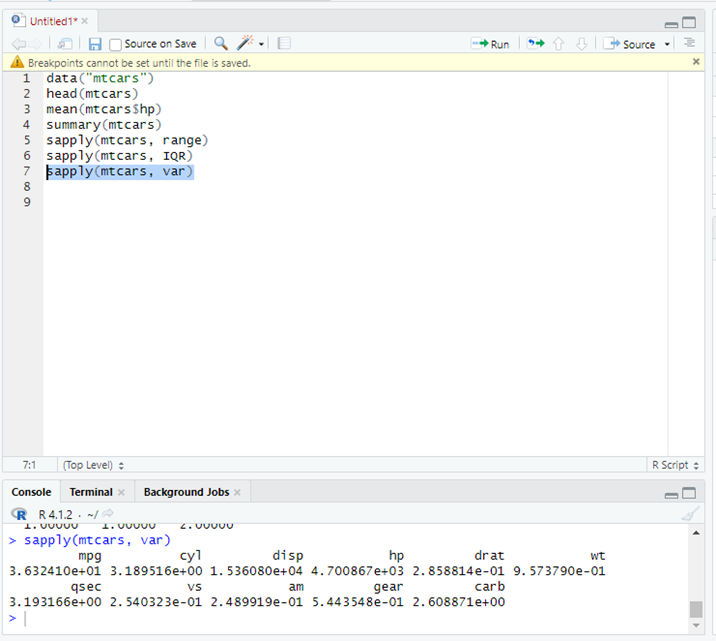 Untitled1*
Source on Save
Run
Source
Breakpoints cannot be set until the file is saved.
1 data("mtcars")
2 head(mtcars)
3 mean(mtcars$hp)
4 summary(mtcars)
5 sapply(mtcars, range)
6 sapply(mtcars, IQR)
7 sapply(mtcars, var)
8
9
7:1 (Top Level) R Script
Console Terminal Background Jobs
R R 4.1.2 · ~/
1.00000 1.00000 2.00000
> sapply(mtcars, var)
mpg cyl disp hp drat wt
3.632410e+01 3.189516e+00 1.536080e+04 4.700867e+03 2.858814e-01 9.573790e-01
qsec vs am gear carb
3.193166e+00 2.540323e-01 2.489919e-01 5.443548e-01 2.608871e+00
>